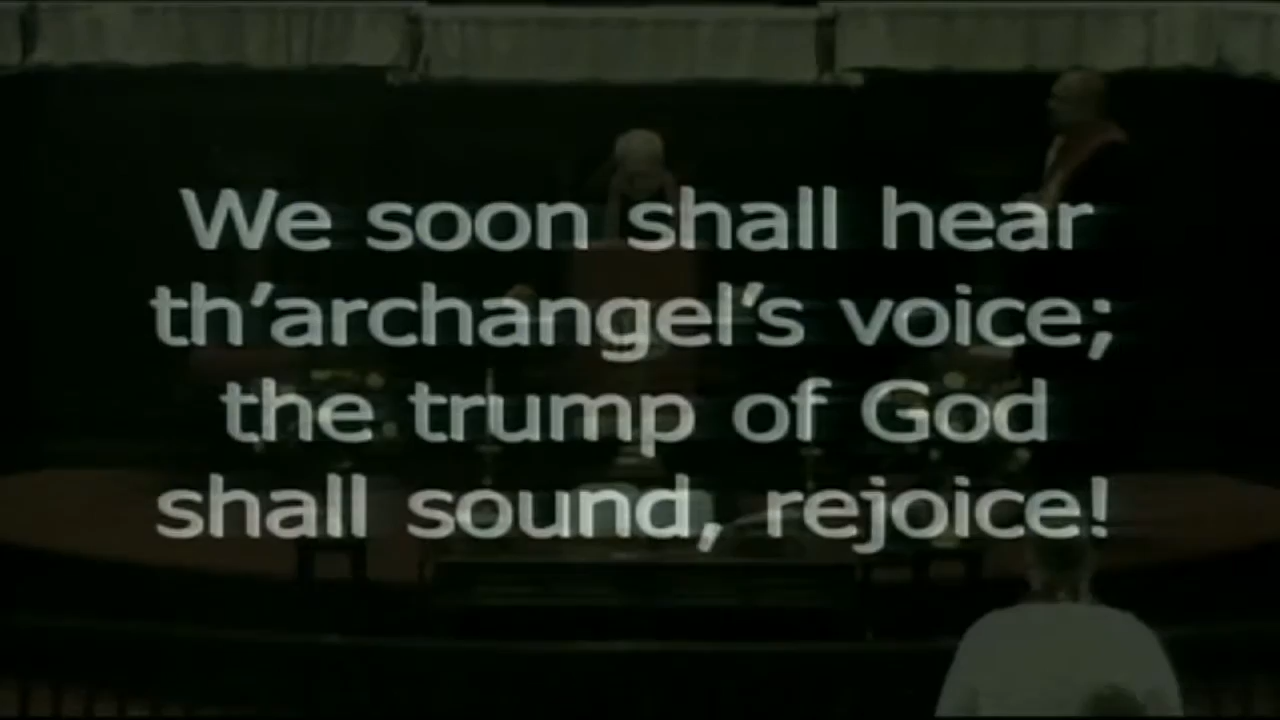 We soon shall hear
th’archangel’s voice;
the trump of God
shall sound, rejoice!